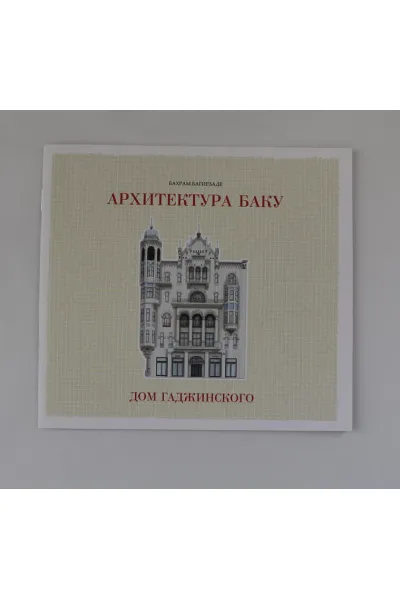 БАХРАМ БАГИРЗАДЕ
АРХИТЕКТУРА БАКУ
ДОМ ГАДЖИНСКОГО